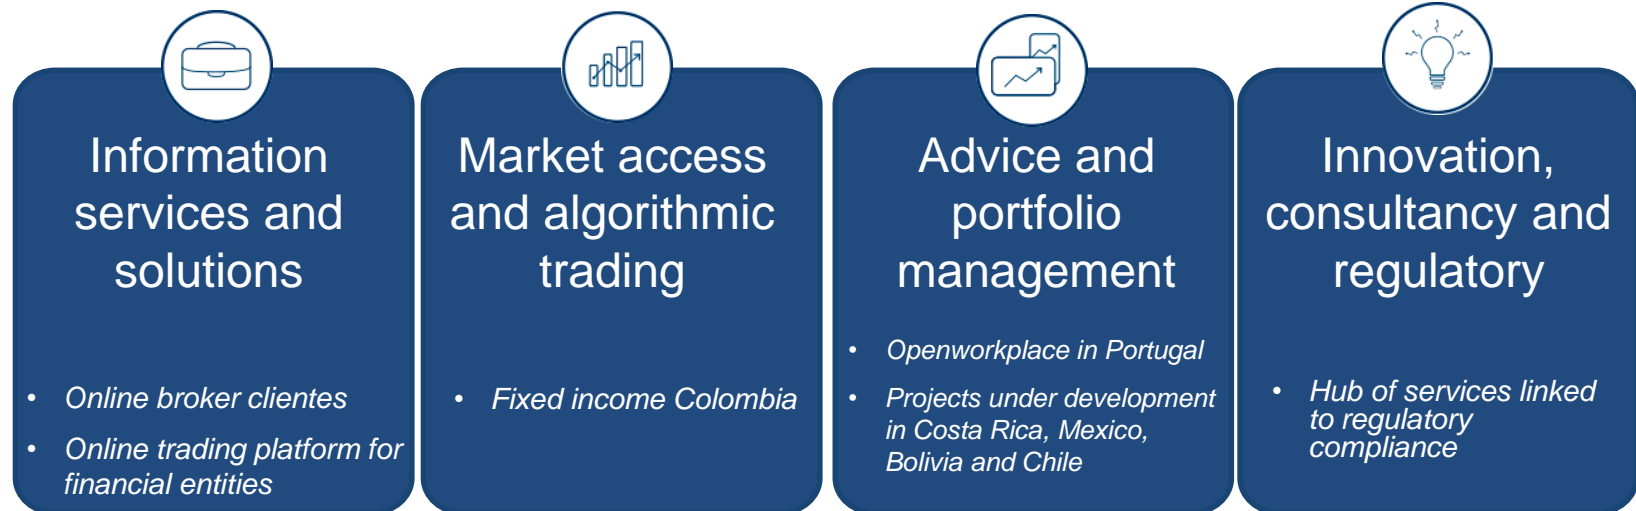 Information
services and
solutions
• Online broker clientes
• Online trading platform for
financial entities
Market access
and algorithmic
trading
• Fixed income Colombia
Advice and
portfolio
management
• Openworkplace in Portugal
• Projects under development
in Costa Rica, Mexico,
Bolivia and Chile
Innovation,
consultancy and
regulatory
• Hub of services linked
to regulatory
compliance